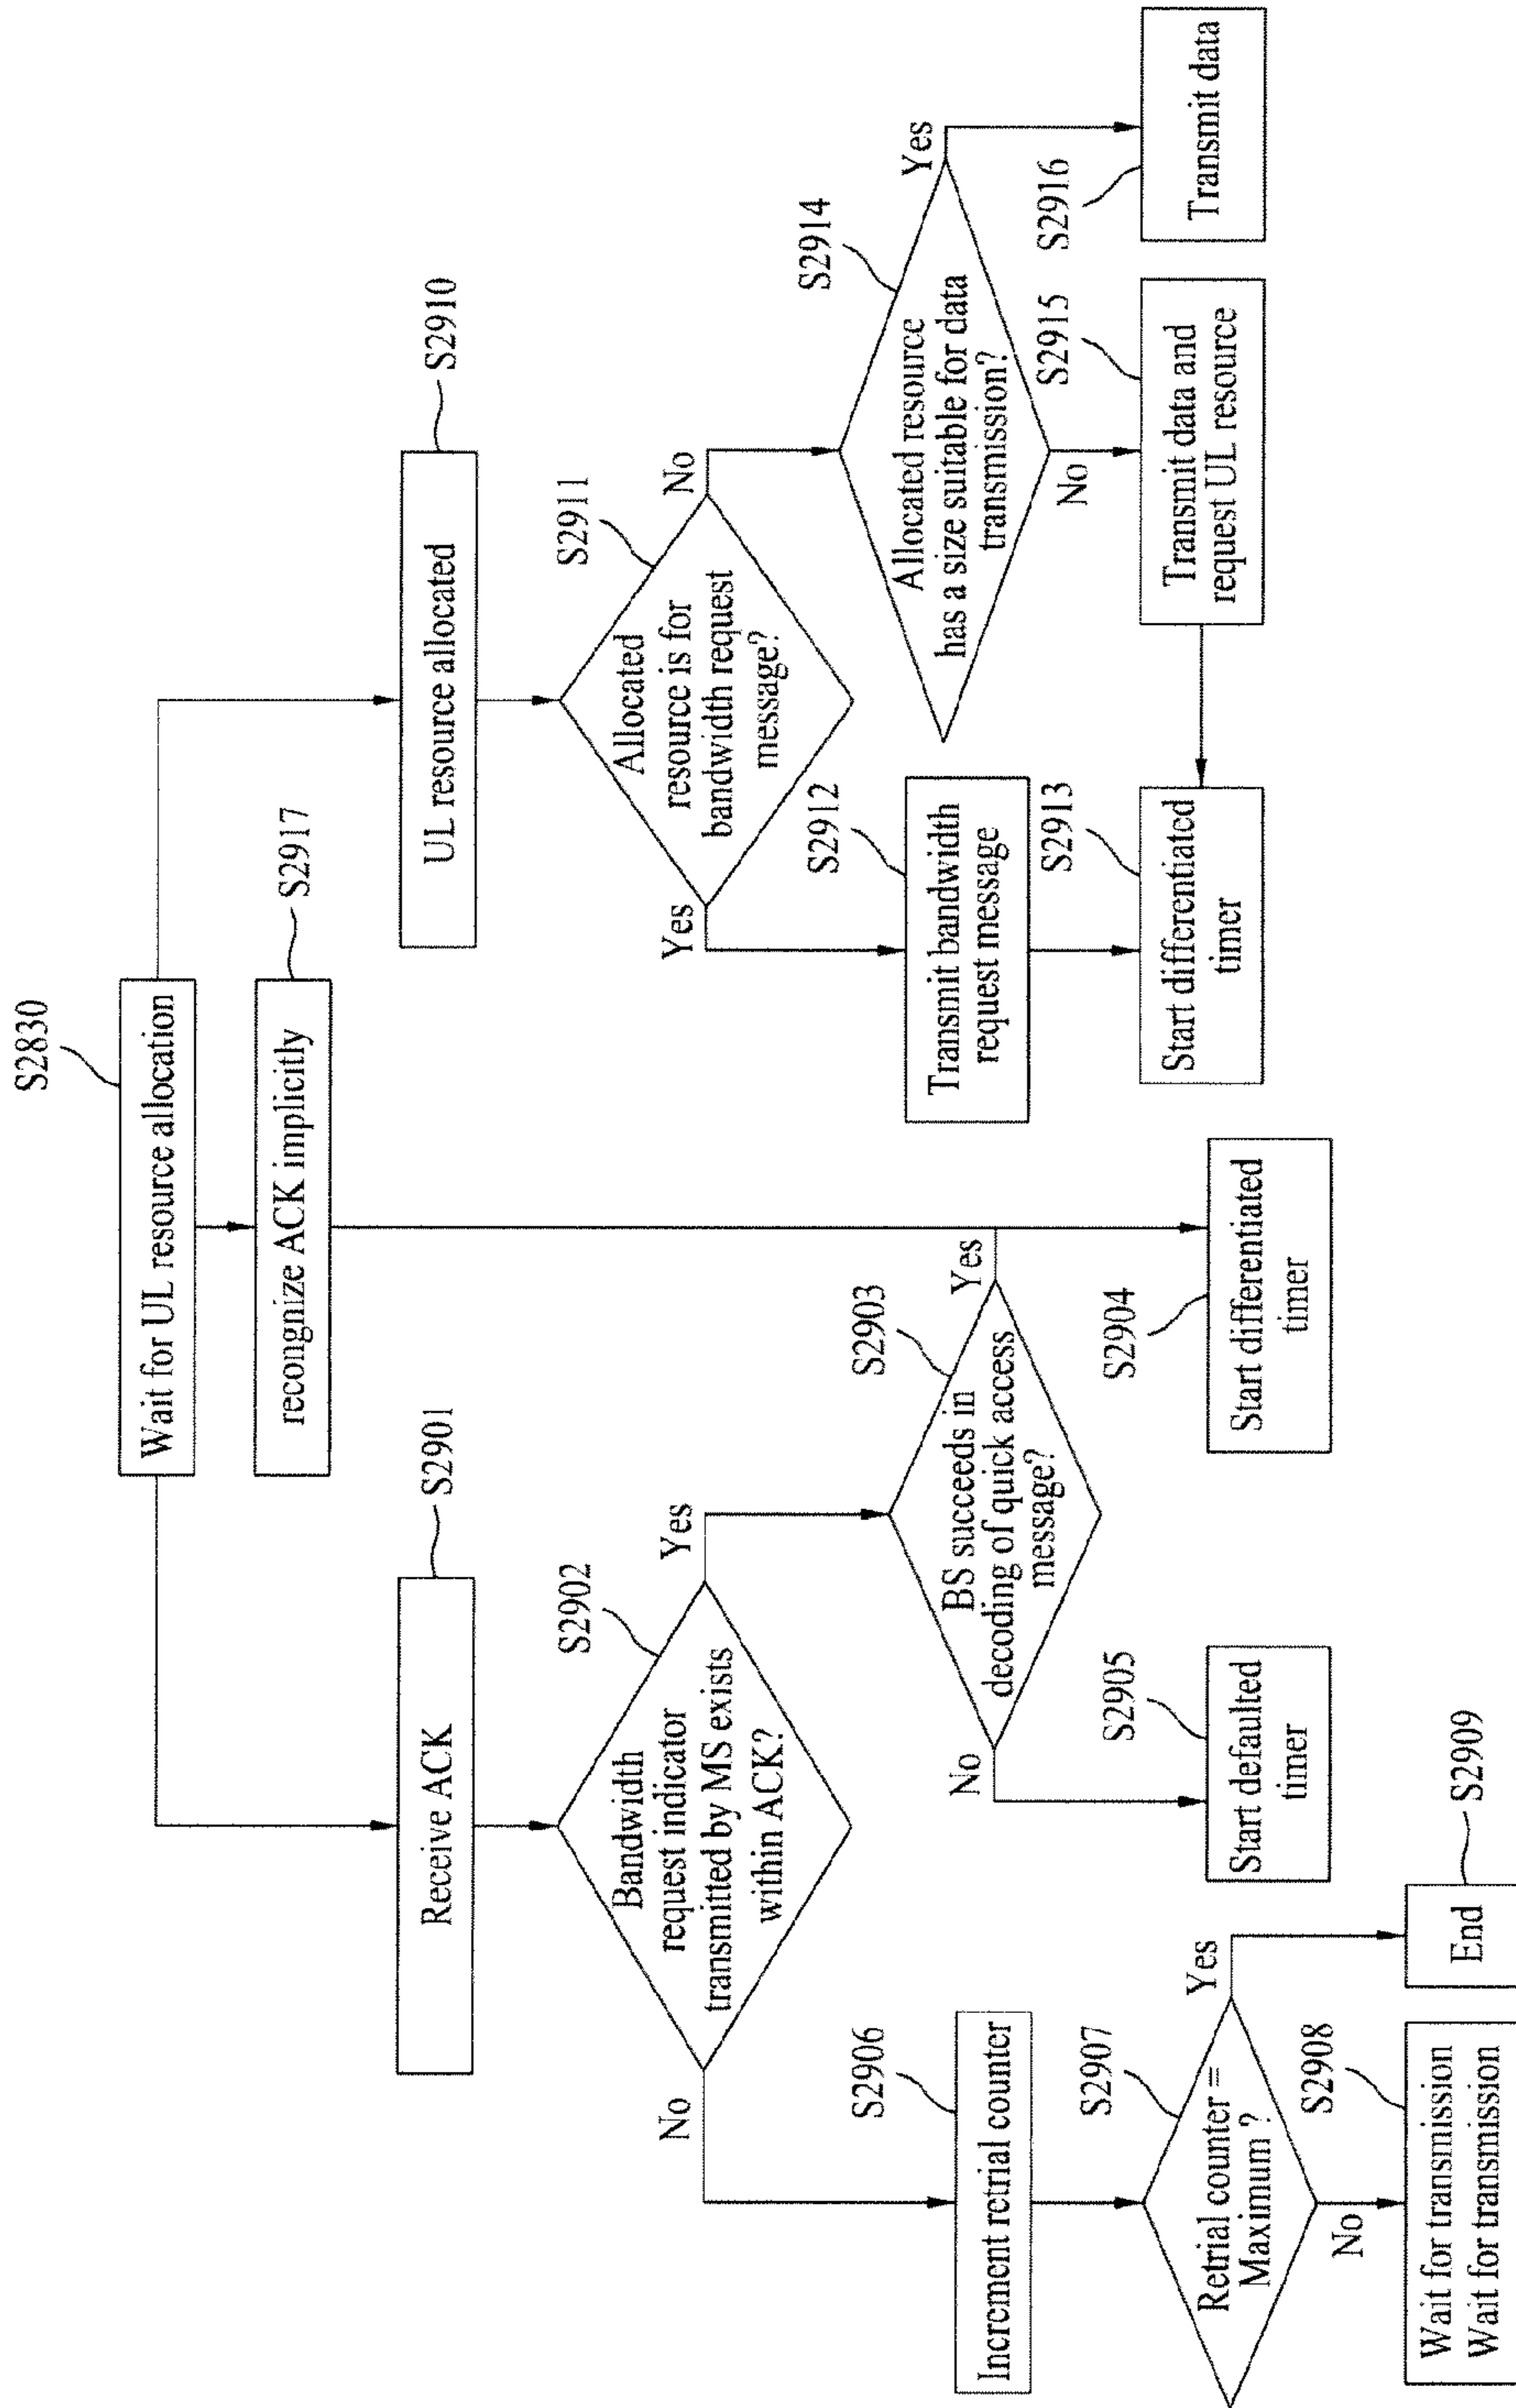 S2830
Wait for UL resource allocation
recongnize ACK implicitly
S2917
Receive ACK
S2901
UL resource allocated
S2910
S2902
Bandwidth
request indicator
transmitted by MS exists
within ACK?
No
Yes
S2911
Allocated
resource is for
bandwidth request
message?
Yes
No
S2903
BS succeeds in
decoding of quick access
message?
No
Yes
S2914
Allocated resource
has a size suitable for data
transmission?
No
Yes
S2906
Increment retrial counter
S2912
Transmit bandwidth
request message
S2907
Retrial counter =
Maximum ?
No
Yes
S2905
Start defaulted
timer
S2904
Start differentiated
timer
S2913
Start differentiated
timer
S2915
Transmit data and
request UL resource
S2916
Transmit data
S2908
Wait for transmission
Wait for transmission
S2909
End